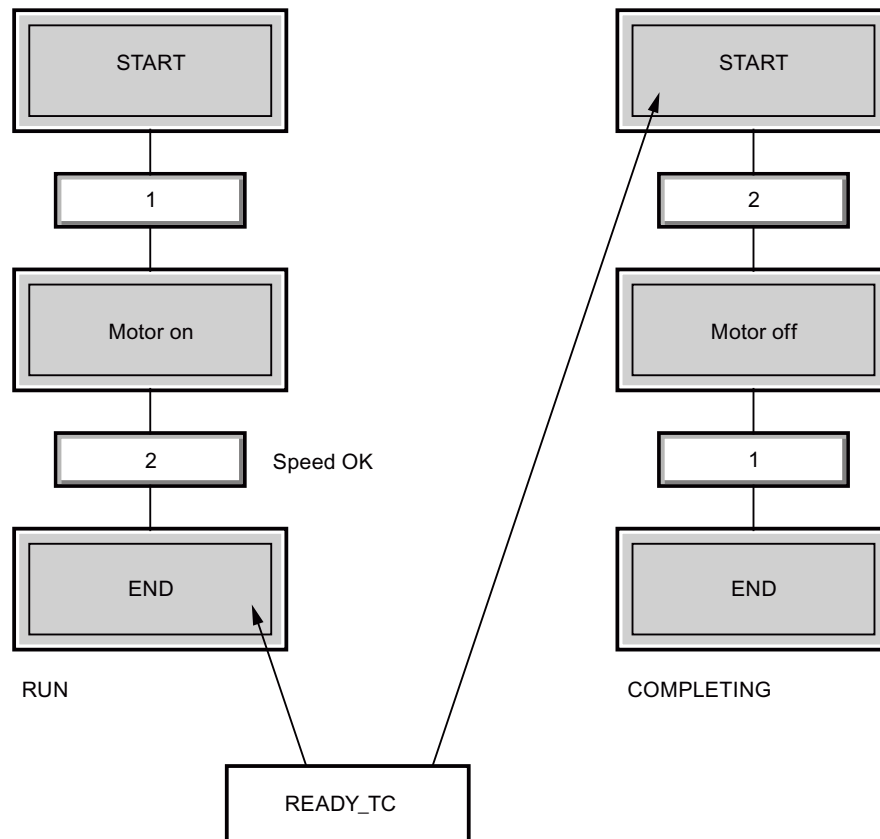 START
1
Motor on
2
Speed OK
END
RUN
START
2
Motor off
1
END
COMPLETING
READY_TC